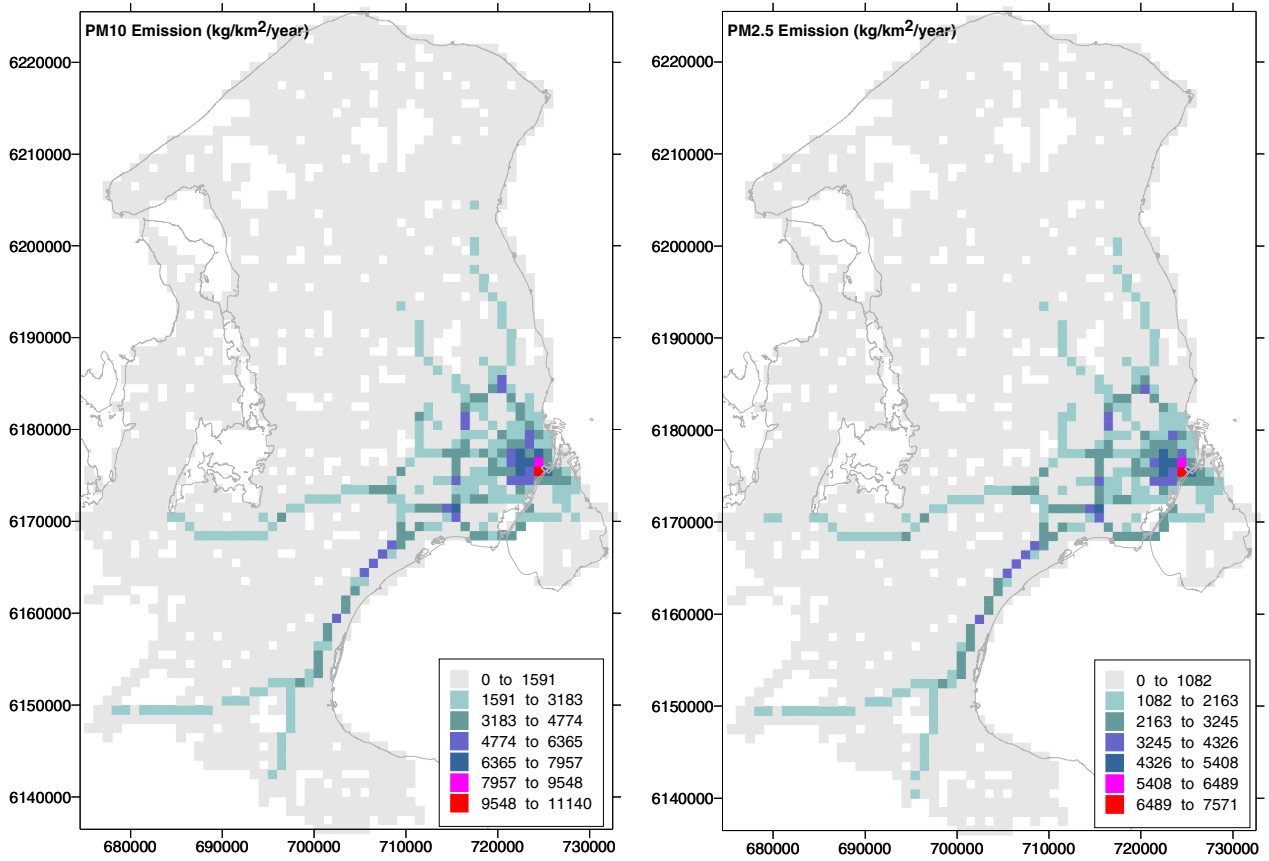 PM10 Emission (kg/km2/year)
6220000
6210000
6200000
6190000
6180000
6170000
6160000
6150000
6140000
680000 690000 700000 710000 720000 730000
0 to 1591
1591 to 3183
3183 to 4774
4774 to 6365
6365 to 7957
7957 to 9548
9548 to 11140
PM2.5 Emission (kg/km2/year)
6220000
6210000
6200000
6190000
6180000
6170000
6160000
6150000
6140000
680000 690000 700000 710000 720000 730000
0 to 1082
1082 to 2163
2163 to 3245
3245 to 4326
4326 to 5408
5408 to 6489
6489 to 7571